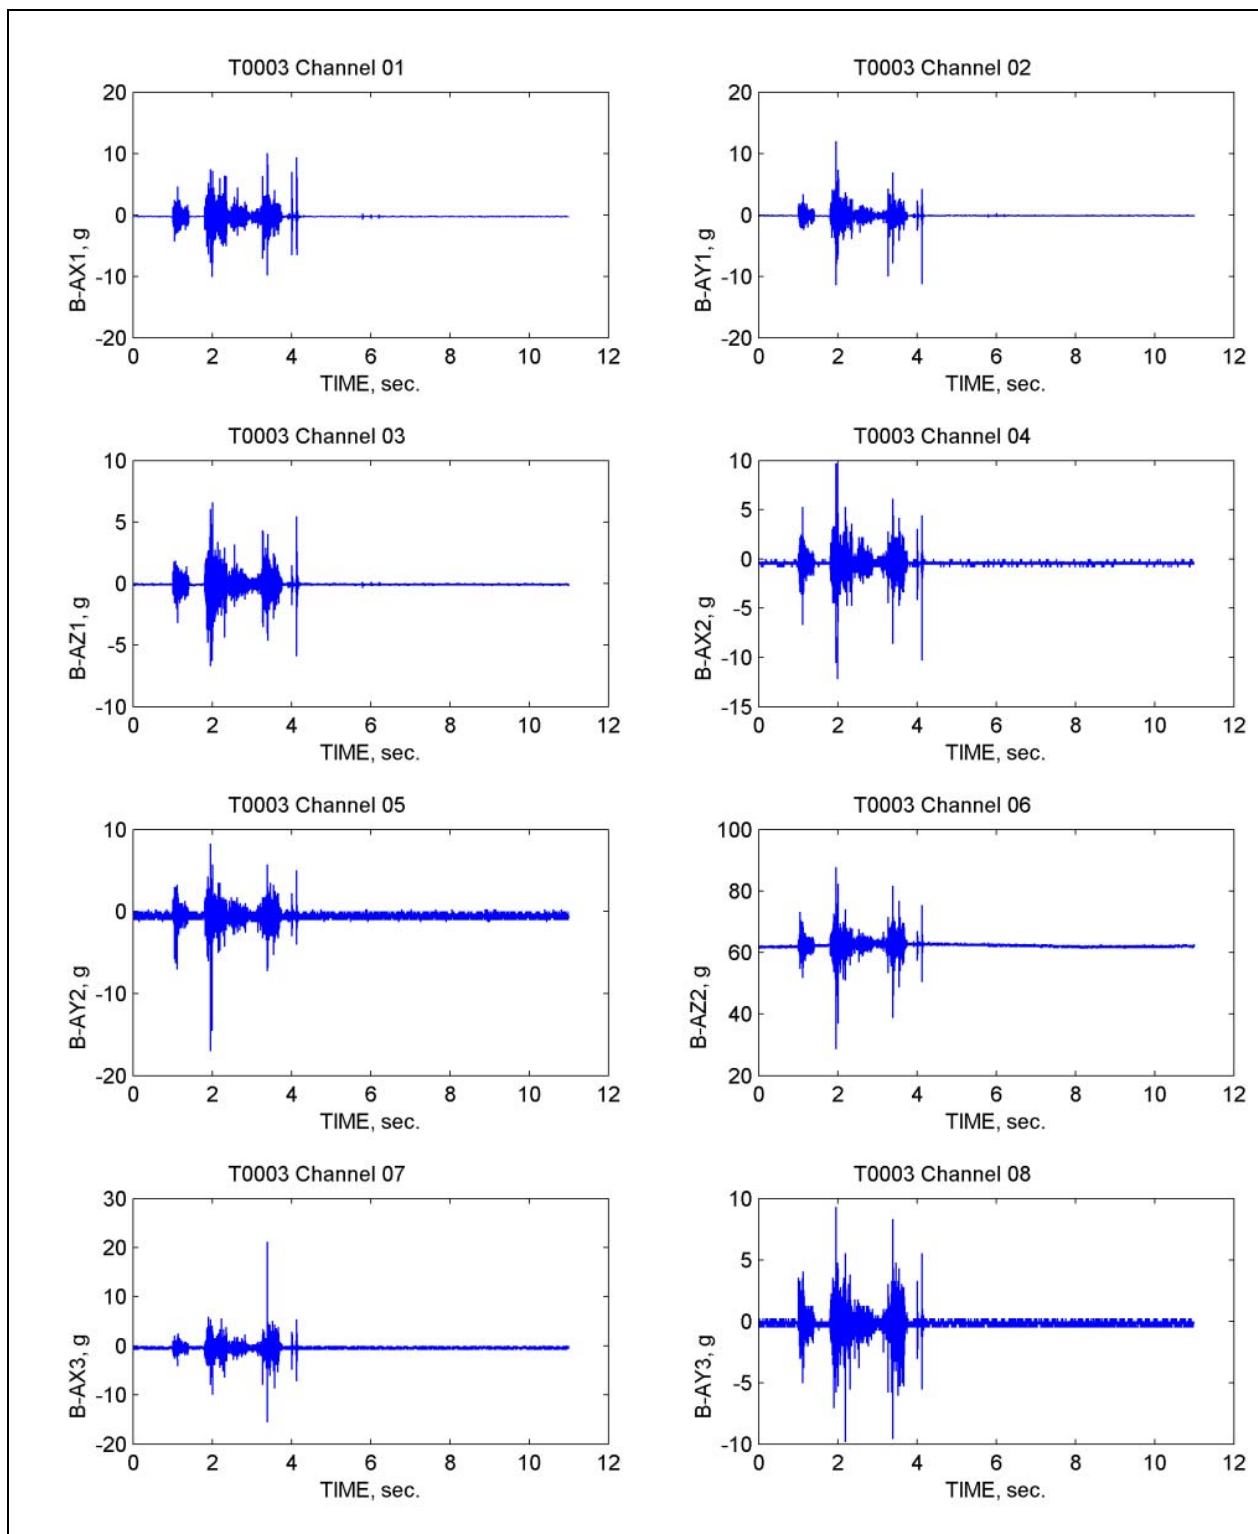 T0003 Channel 01
20
10
0
-10
-20
B-AX1, g
0 2 4 6 8 10 12
TIME, sec.
T0003 Channel 02
20
10
0
-10
-20
B-AY1, g
0 2 4 6 8 10 12
TIME, sec.
T0003 Channel 03
10
5
0
-5
-10
B-AZ1, g
0 2 4 6 8 10 12
TIME, sec.
T0003 Channel 04
10
5
0
-5
-10
-15
B-AX2, g
0 2 4 6 8 10 12
TIME, sec.
T0003 Channel 05
10
0
-10
-20
B-AY2, g
0 2 4 6 8 10 12
TIME, sec.
T0003 Channel 06
100
80
60
40
20
B-AZ2, g
0 2 4 6 8 10 12
TIME, sec.
T0003 Channel 07
30
20
10
0
-10
-20
B-AX3, g
0 2 4 6 8 10 12
TIME, sec.
T0003 Channel 08
10
5
0
-5
-10
B-AY3, g
0 2 4 6 8 10 12
TIME, sec.